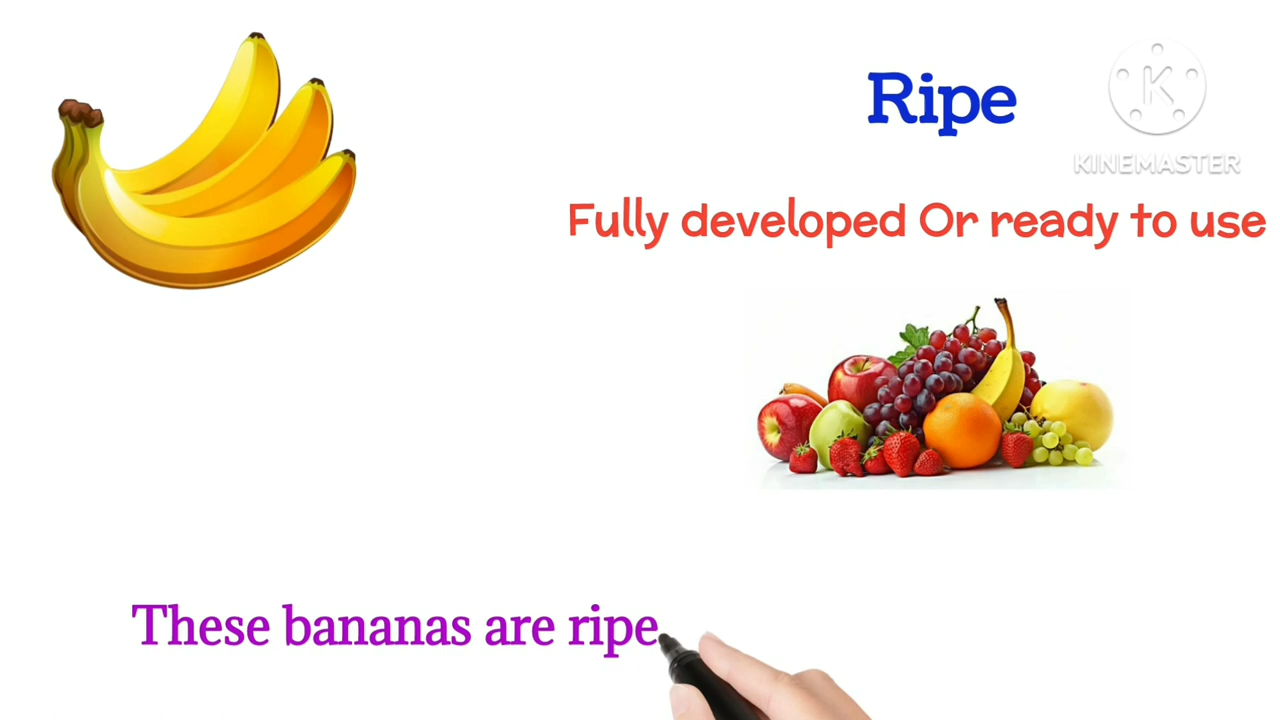 Ripe
KINEMASTER
Fully developed Or ready to use
These bananas are ripe